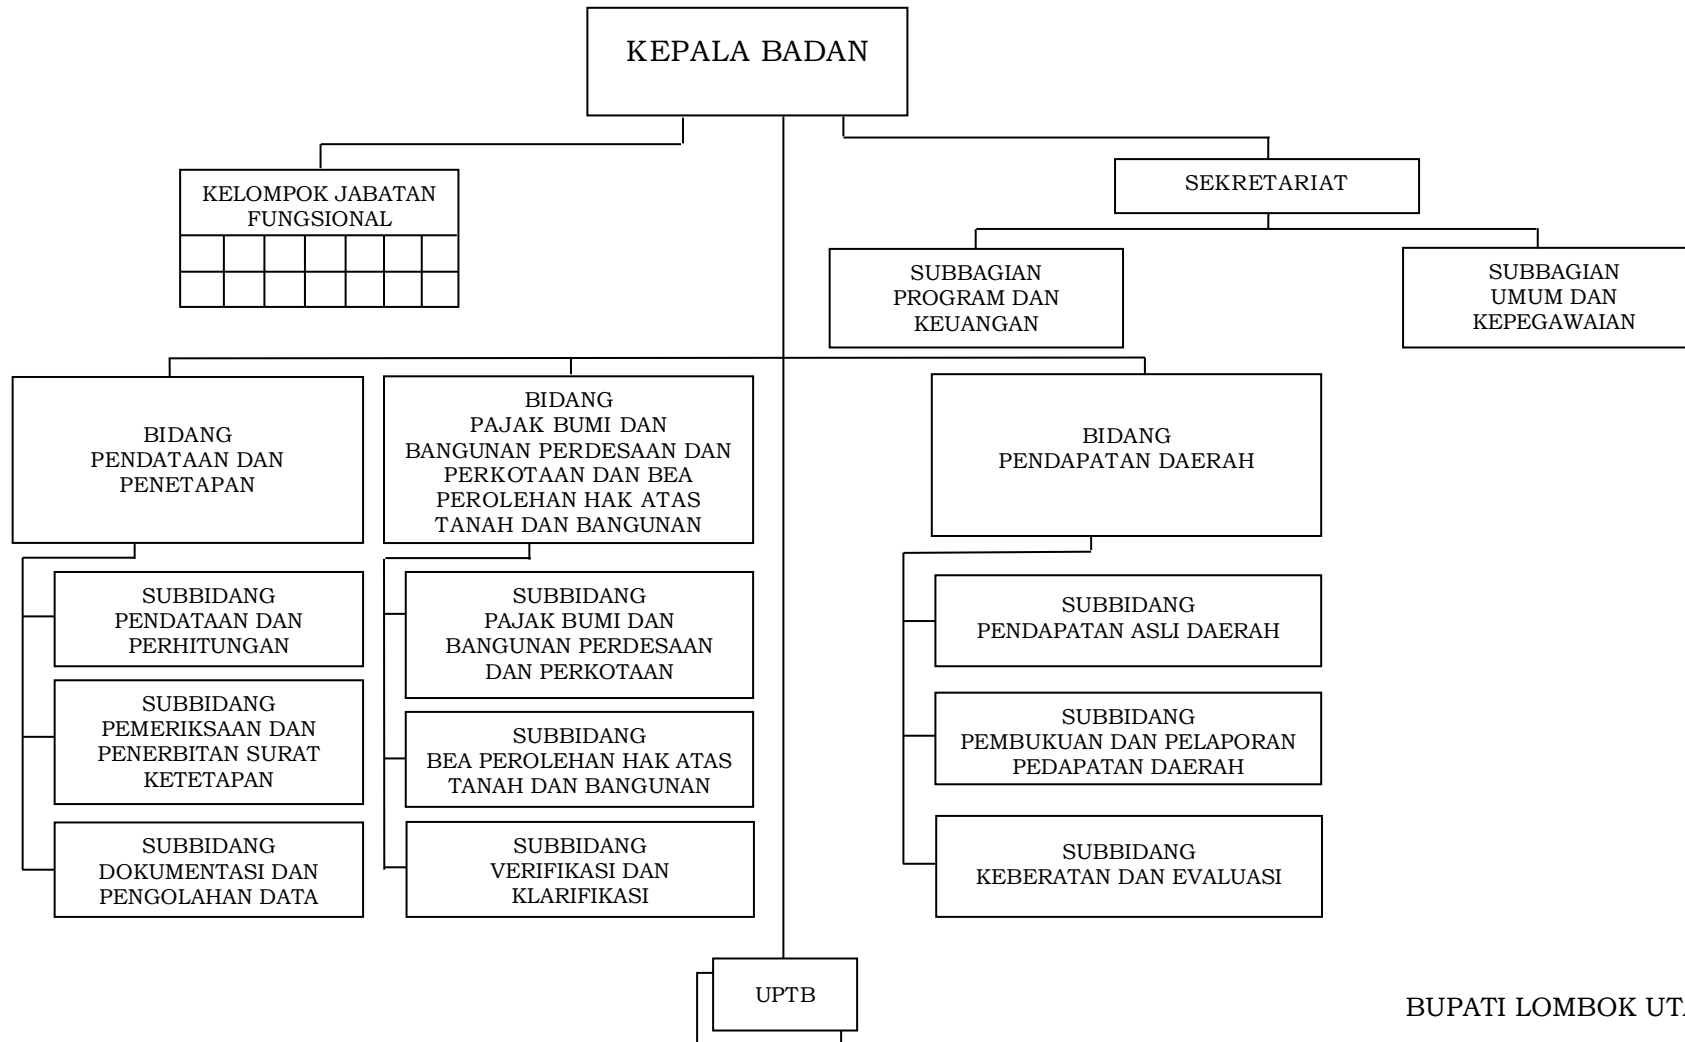 KEPALA BADAN
KELOMPOK JABATAN
FUNGSIONAL
SEKRETARIAT
SUBBAGIAN
PROGRAM DAN
KEUANGAN
SUBBAGIAN
UMUM DAN
KEPEGAWAIAN
BIDANG
PENDATAAN DAN
PENETAPAN
BIDANG
PAJAK BUMI DAN
BANGUNAN PERDESAAN DAN
PERKOTAAN DAN BEA
PEROLEHAN HAK ATAS
TANAH DAN BANGUNAN
BIDANG
PENDAPATAN DAERAH
SUBBIDANG
PENDATAAN DAN
PERHITUNGAN
SUBBIDANG
PEMERIKSAAN DAN
PENERBITAN SURAT
KETETAPAN
SUBBIDANG
DOKUMENTASI DAN
PENGOLAHAN DATA
SUBBIDANG
PAJAK BUMI DAN
BANGUNAN PERDESAAN
DAN PERKOTAAN
SUBBIDANG
BEA PEROLEHAN HAK ATAS
TANAH DAN BANGUNAN
SUBBIDANG
VERIFIKASI DAN
KLARIFIKASI
SUBBIDANG
PENDAPATAN ASLI DAERAH
SUBBIDANG
PEMBUKUAN DAN PELAPORAN
PEDAPATAN DAERAH
SUBBIDANG
KEBERATAN DAN EVALUASI
UPTB
BUPATI LOMBOK